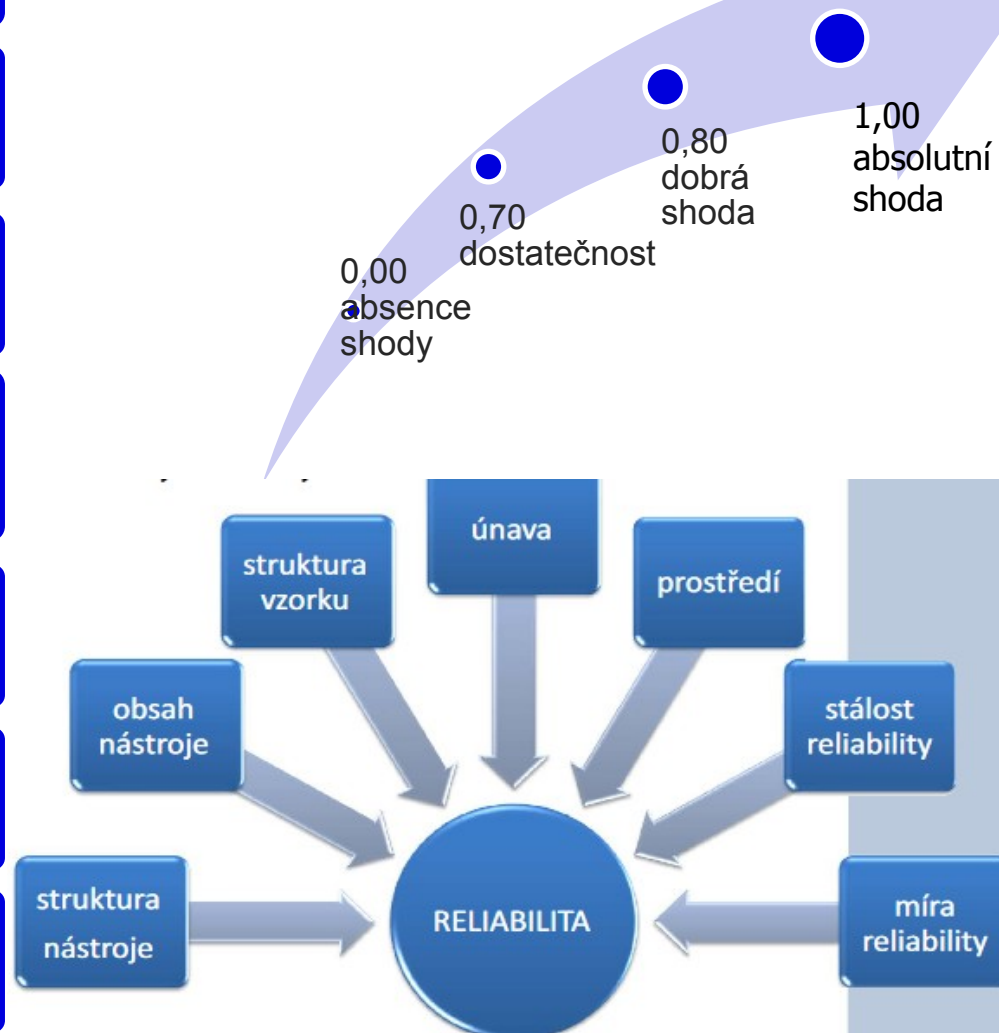 1,00
absolutní
shoda
0,80
dobrá
shoda
0,70
dostatečnost
0,00
absence
shody
únava
struktura
vzorku
prostředí
obsah
nástroje
stálost
reliability
struktura
nástroje
RELIABILITA
míra
reliability